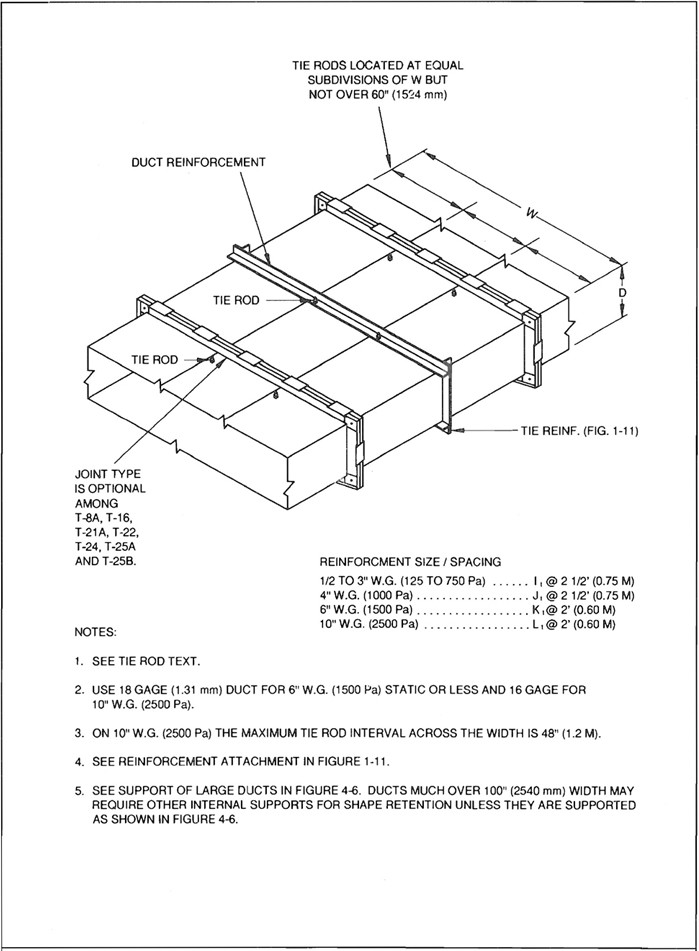 TIE RODS LOCATED AT EQUAL
SUBDIVISIONS OF W BUT
NOT OVER 60" (1524 mm)
DUCT REINFORCEMENT
W
D
TIE ROD
TIE ROD
TIE REINF. (FIG. 1-11)
JOINT TYPE
IS OPTIONAL
AMONG
T-8A, T-16,
T-21A, T-22,
T-24, T-25A
AND T-25B.
REINFORCMENT SIZE / SPACING
1/2 TO 3" W.G. (125 TO 750 Pa) ...... I₁ @ 2 1/2' (0.75 M)
4" W.G. (1000 Pa) ................. J₁ @ 2 1/2' (0.75 M)
6" W.G. (1500 Pa) ................. K₁ @ 2' (0.60 M)
10" W.G. (2500 Pa) ................ L₁ @ 2' (0.60 M)
NOTES:
1. SEE TIE ROD TEXT.
2. USE 18 GAGE (1.31 mm) DUCT FOR 6" W.G. (1500 Pa) STATIC OR LESS AND 16 GAGE FOR
10" W.G. (2500 Pa).
3. ON 10" W.G. (2500 Pa) THE MAXIMUM TIE ROD INTERVAL ACROSS THE WIDTH IS 48" (1.2 M).
4. SEE REINFORCEMENT ATTACHMENT IN FIGURE 1-11.
5. SEE SUPPORT OF LARGE DUCTS IN FIGURE 4-6. DUCTS MUCH OVER 100" (2540 mm) WIDTH MAY
REQUIRE OTHER INTERNAL SUPPORTS FOR SHAPE RETENTION UNLESS THEY ARE SUPPORTED
AS SHOWN IN FIGURE 4-6.